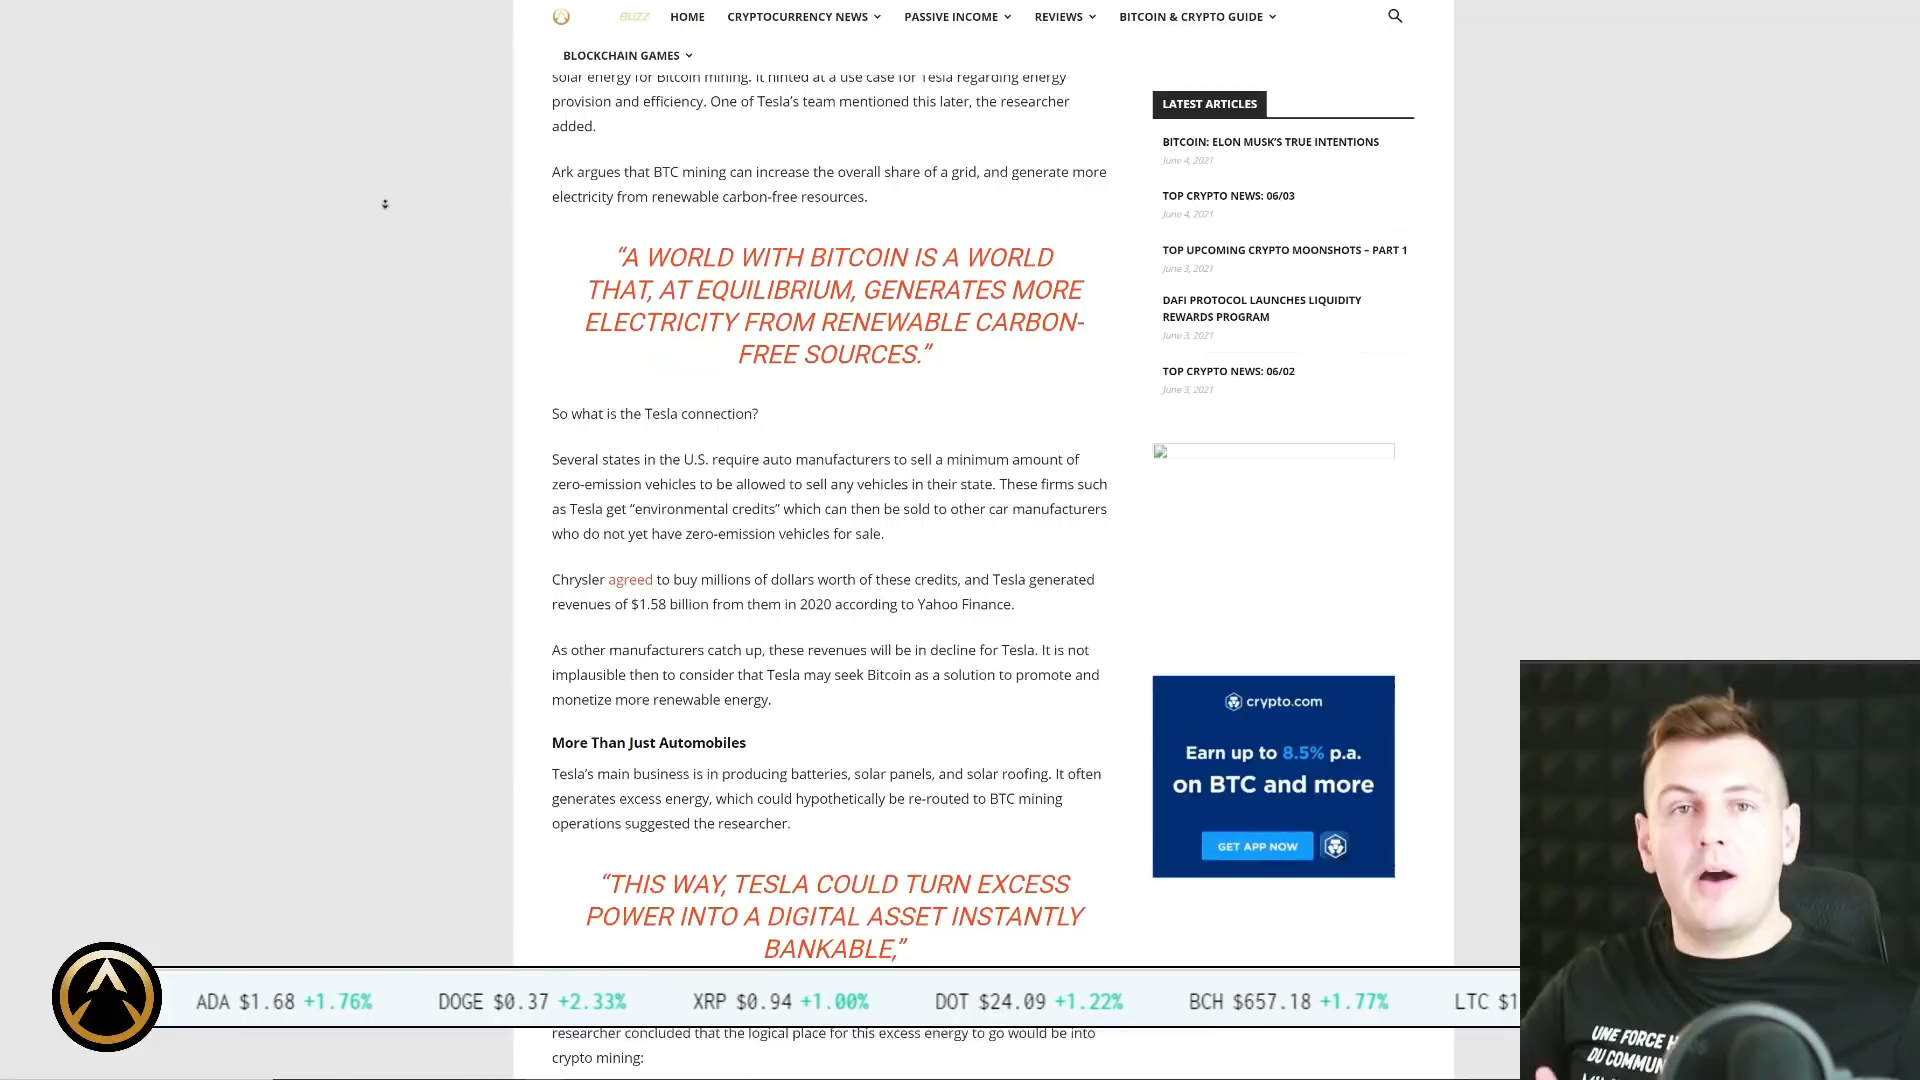 BUZZ
HOME
CRYPTOCURRENCY NEWS
PASSIVE INCOME
REVIEWS
BITCOIN & CRYPTO GUIDE
BLOCKCHAIN GAMES
solar energy for Bitcoin mining. It hinted at a use case for Tesla regarding energy
provision and efficiency. One of Tesla’s team mentioned this later, the researcher
added.
Ark argues that BTC mining can increase the overall share of a grid, and generate more
electricity from renewable carbon-free resources.
“A WORLD WITH BITCOIN IS A WORLD
THAT, AT EQUILIBRIUM, GENERATES MORE
ELECTRICITY FROM RENEWABLE CARBON-
FREE SOURCES.”
So what is the Tesla connection?
Several states in the U.S. require auto manufacturers to sell a minimum amount of
zero-emission vehicles to be allowed to sell any vehicles in their state. These firms such
as Tesla get “environmental credits” which can then be sold to other car manufacturers
who do not yet have zero-emission vehicles for sale.
Chrysler agreed to buy millions of dollars worth of these credits, and Tesla generated
revenues of $1.58 billion from them in 2020 according to Yahoo Finance.
As other manufacturers catch up, these revenues will be in decline for Tesla. It is not
implausible then to consider that Tesla may seek Bitcoin as a solution to promote and
monetize more renewable energy.
More Than Just Automobiles
Tesla’s main business is in producing batteries, solar panels, and solar roofing. It often
generates excess energy, which could hypothetically be re-routed to BTC mining
operations suggested the researcher.
“THIS WAY, TESLA COULD TURN EXCESS
POWER INTO A DIGITAL ASSET INSTANTLY
BANKABLE,”
researcher concluded that the logical place for this excess energy to go would be into
crypto mining:
LATEST ARTICLES
BITCOIN: ELON MUSK’S TRUE INTENTIONS
June 4, 2021
TOP CRYPTO NEWS: 06/03
June 4, 2021
TOP UPCOMING CRYPTO MOONSHOTS – PART 1
June 3, 2021
DAFI PROTOCOL LAUNCHES LIQUIDITY
REWARDS PROGRAM
June 3, 2021
TOP CRYPTO NEWS: 06/02
June 3, 2021
crypto.com
Earn up to 8.5% p.a.
on BTC and more
GET APP NOW
ADA $1.68 +1.76%
DOGE $0.37 +2.33%
XRP $0.94 +1.00%
DOT $24.09 +1.22%
BCH $657.18 +1.77%
LTC $1
UNE FORCE
DU COMMUN